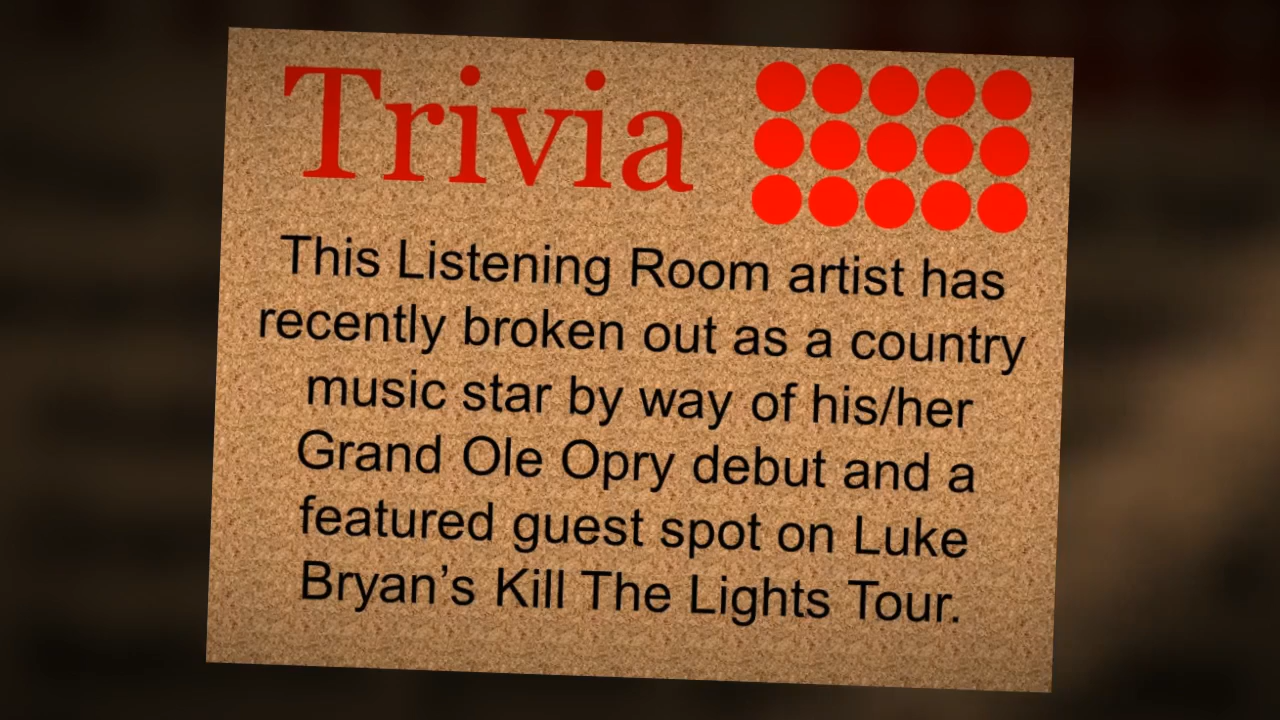 Trivia
This Listening Room artist has
recently broken out as a country
music star by way of his/her
Grand Ole Opry debut and a
featured guest spot on Luke
Bryan’s Kill The Lights Tour.